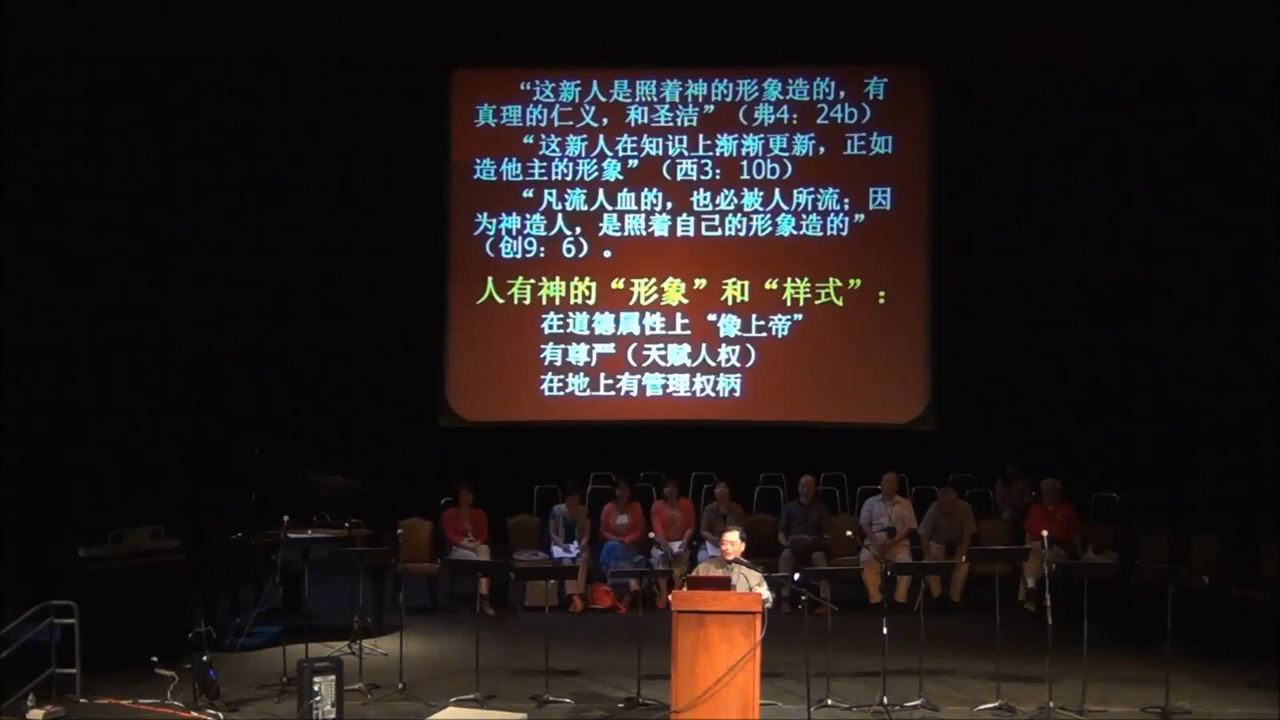 “这新人是照着神的形象造的，有
真理的仁义，和圣洁”（弗4：24b）
“这新人在知识上渐渐更新，正如
造他主的形象”（西3：10b）
“凡流人血的，也必被人所流；因
为神造人，是照着自己的形象造的”
（创9：6）。
人有神的“形象”和“样式”：
在道德属性上“像上帝”
有尊严（天赋人权）
在地上有管理权柄